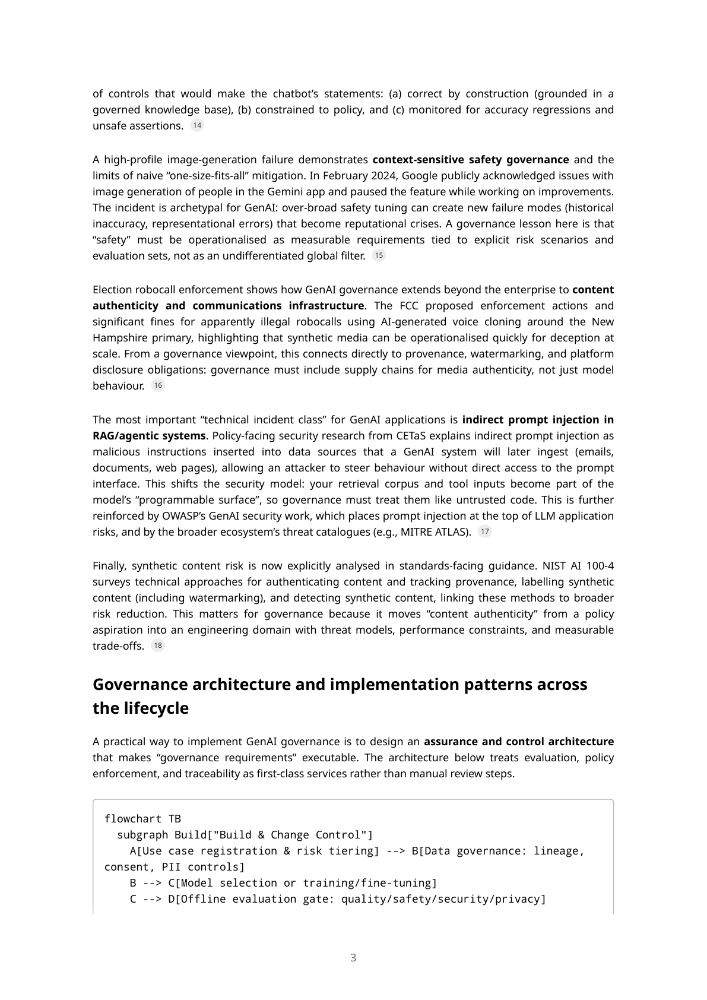 of controls that would make the chatbot’s statements: (a) correct by construction (grounded in a
governed knowledge base), (b) constrained to policy, and (c) monitored for accuracy regressions and
unsafe assertions. 14
A high-profile image-generation failure demonstrates context-sensitive safety governance and the
limits of naive “one-size-fits-all” mitigation. In February 2024, Google publicly acknowledged issues with
image generation of people in the Gemini app and paused the feature while working on improvements.
The incident is archetypal for GenAI: over-broad safety tuning can create new failure modes (historical
inaccuracy, representational errors) that become reputational crises. A governance lesson here is that
“safety” must be operationalised as measurable requirements tied to explicit risk scenarios and
evaluation sets, not as an undifferentiated global filter. 15
Election robocall enforcement shows how GenAI governance extends beyond the enterprise to content
authenticity and communications infrastructure. The FCC proposed enforcement actions and
significant fines for apparently illegal robocalls using AI-generated voice cloning around the New
Hampshire primary, highlighting that synthetic media can be operationalised quickly for deception at
scale. From a governance viewpoint, this connects directly to provenance, watermarking, and platform
disclosure obligations: governance must include supply chains for media authenticity, not just model
behaviour. 16
The most important “technical incident class” for GenAI applications is indirect prompt injection in
RAG/agentic systems. Policy-facing security research from CETaS explains indirect prompt injection as
malicious instructions inserted into data sources that a GenAI system will later ingest (emails,
documents, web pages), allowing an attacker to steer behaviour without direct access to the prompt
interface. This shifts the security model: your retrieval corpus and tool inputs become part of the
model’s “programmable surface”, so governance must treat them like untrusted code. This is further
reinforced by OWASP’s GenAI security work, which places prompt injection at the top of LLM application
risks, and by the broader ecosystem’s threat catalogues (e.g., MITRE ATLAS). 17
Finally, synthetic content risk is now explicitly analysed in standards-facing guidance. NIST AI 100-4
surveys technical approaches for authenticating content and tracking provenance, labelling synthetic
content (including watermarking), and detecting synthetic content, linking these methods to broader
risk reduction. This matters for governance because it moves “content authenticity” from a policy
aspiration into an engineering domain with threat models, performance constraints, and measurable
trade-offs. 18
Governance architecture and implementation patterns across
the lifecycle
A practical way to implement GenAI governance is to design an assurance and control architecture
that makes “governance requirements” executable. The architecture below treats evaluation, policy
enforcement, and traceability as first-class services rather than manual review steps.
flowchart TB
  subgraph Build["Build & Change Control"]
    A[Use case registration & risk tiering] --> B[Data governance: lineage,
consent, PII controls]
    B --> C[Model selection or training/fine-tuning]
    C --> D[Offline evaluation gate: quality/safety/security/privacy]
3